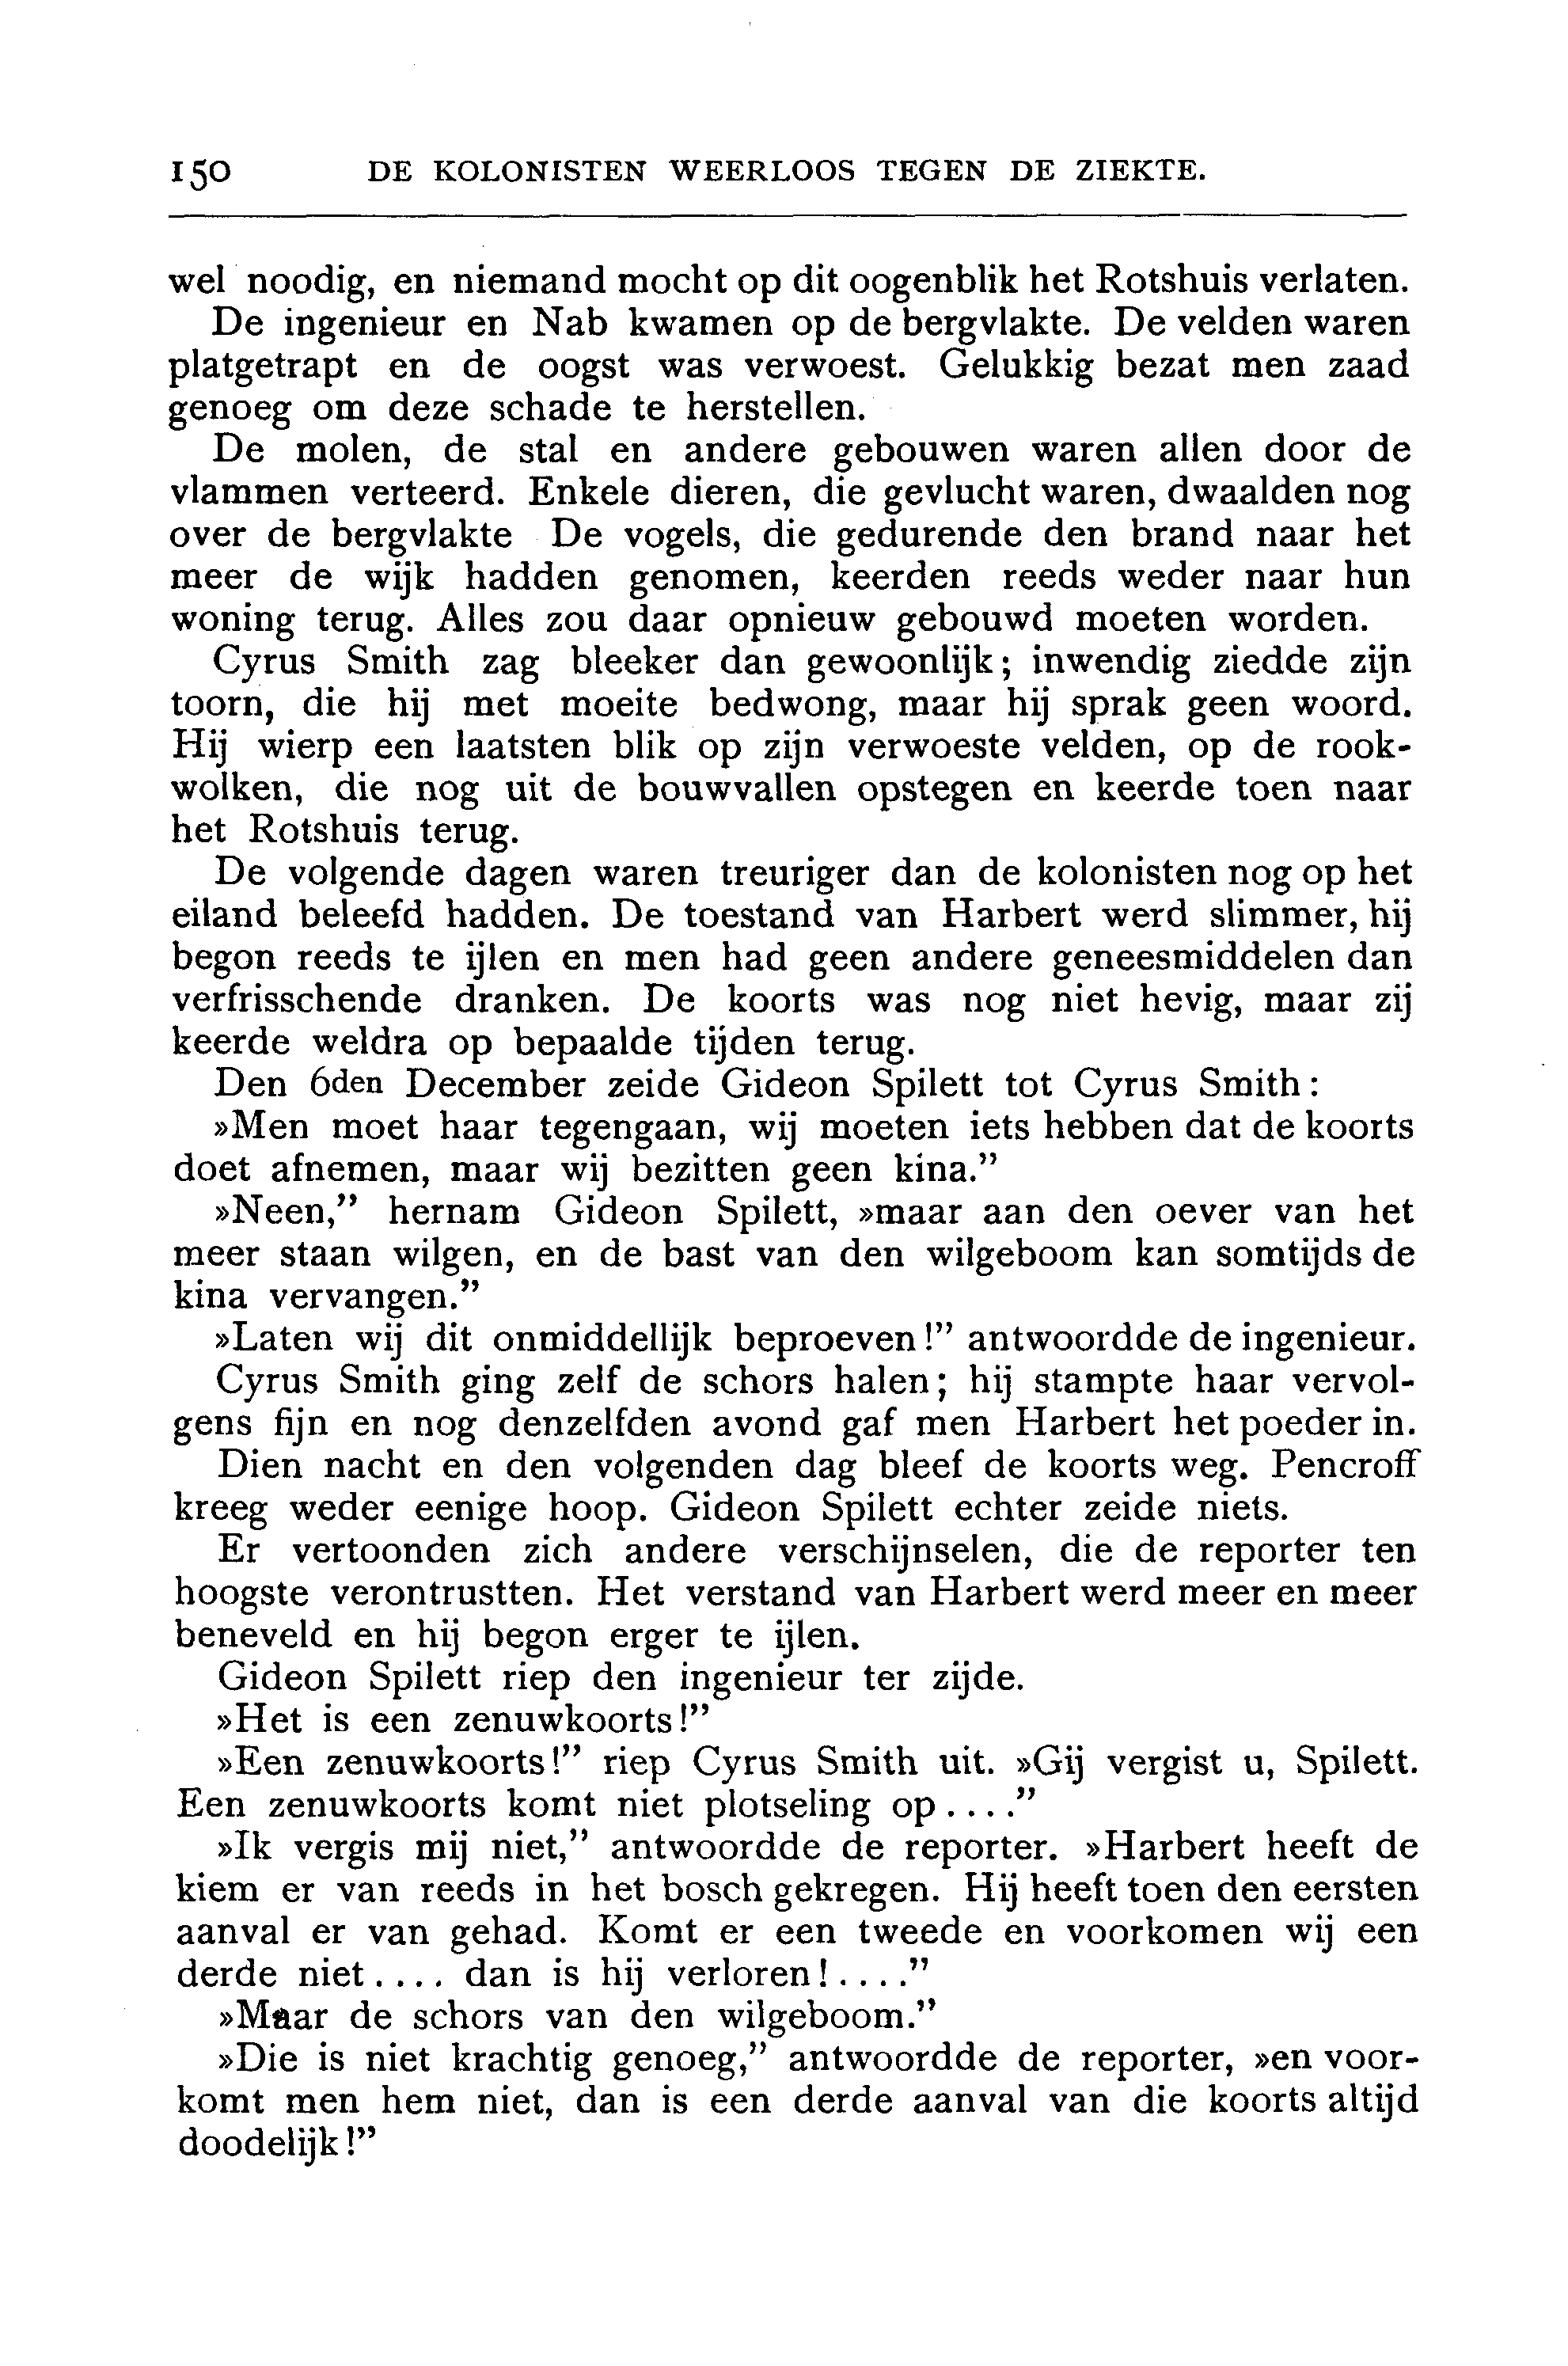 150 DE KOLONISTEN WEERLOOS TEGEN DE ZIEKTE.
wel noodig, en niemand mocht op dit oogenblik het Rotshuis verlaten.
De ingenieur en Nab kwamen op de bergvlakte. De velden waren
platgetrapt en de oogst was verwoest. Gelukkig bezat men zaad
genoeg om deze schade te herstellen.
De molen, de stal en andere gebouwen waren allen door de
vlammen verteerd. Enkele dieren, die gevlucht waren, dwaalden nog
over de bergvlakte De vogels, die gedurende den brand naar het
meer de wijk hadden genomen, keerden reeds weder naar hun
woning terug. Alles zou daar opnieuw gebouwd moeten worden.
Cyrus Smith zag bleeker dan gewoonlijk; inwendig ziedde zijn
toorn, die hij met moeite bedwong, maar hij sprak geen woord.
Hij wierp een laatsten blik op zijn verwoeste velden, op de rook-
wolken, die nog uit de bouwvallen opstegen en keerde toen naar
het Rotshuis terug.
De volgende dagen waren treuriger dan de kolonisten nog op het
eiland beleefd hadden. De toestand van Harbert werd slimmer, hij
begon reeds te ijlen en men had geen andere geneesmiddelen dan
verfrisschende dranken. De koorts was nog niet hevig, maar zij
keerde weldra op bepaalde tijden terug.
Den 6den December zeide Gideon Spilett tot Cyrus Smith:
»Men moet haar tegengaan, wij moeten iets hebben dat de koorts
doet afnemen, maar wij bezitten geen kina.”
»Neen,” hernam Gideon Spilett, »maar aan den oever van het
meer staan wilgen, en de bast van den wilgeboom kan somtijds de
kina vervangen.”
»Laten wij dit onmiddellijk beproeven!” antwoordde de ingenieur.
Cyrus Smith ging zelf de schors halen; hij stampte haar vervol-
gens fijn en nog denzelfden avond gaf men Harbert het poeder in.
Dien nacht en den volgenden dag bleef de koorts weg. Pencroff
kreeg weder eenige hoop. Gideon Spilett echter zeide niets.
Er vertoonden zich andere verschijnselen, die de reporter ten
hoogste verontrustten. Het verstand van Harbert werd meer en meer
beneveld en hij begon erger te ijlen.
Gideon Spilett riep den ingenieur ter zijde.
»Het is een zenuwkoorts!”
»Een zenuwkoorts!” riep Cyrus Smith uit. »Gij vergist u, Spilett.
Een zenuwkoorts komt niet plotseling op....”
»Ik vergis mij niet,” antwoordde de reporter. »Harbert heeft de
kiem er van reeds in het bosch gekregen. Hij heeft toen den eersten
aanval er van gehad. Komt er een tweede en voorkomen wij een
derde niet.... dan is hij verloren!....”
»Maar de schors van den wilgeboom.”
»Die is niet krachtig genoeg,” antwoordde de reporter, »en voor-
komt men hem niet, dan is een derde aanval van die koorts altijd
doodelijk!”